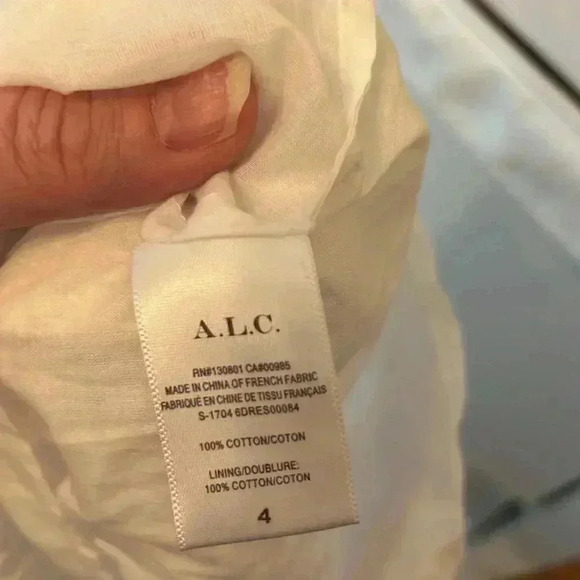 A.L.C.
RN#130801 CA#00985
MADE IN CHINA OF FRENCH FABRIC
FABRIQUÉ EN CHINE DE TISSU FRANÇAIS
S-1704 6DRES00084
100% COTTON/COTON
LINING/DOUBLURE:
100% COTTON/COTON
4